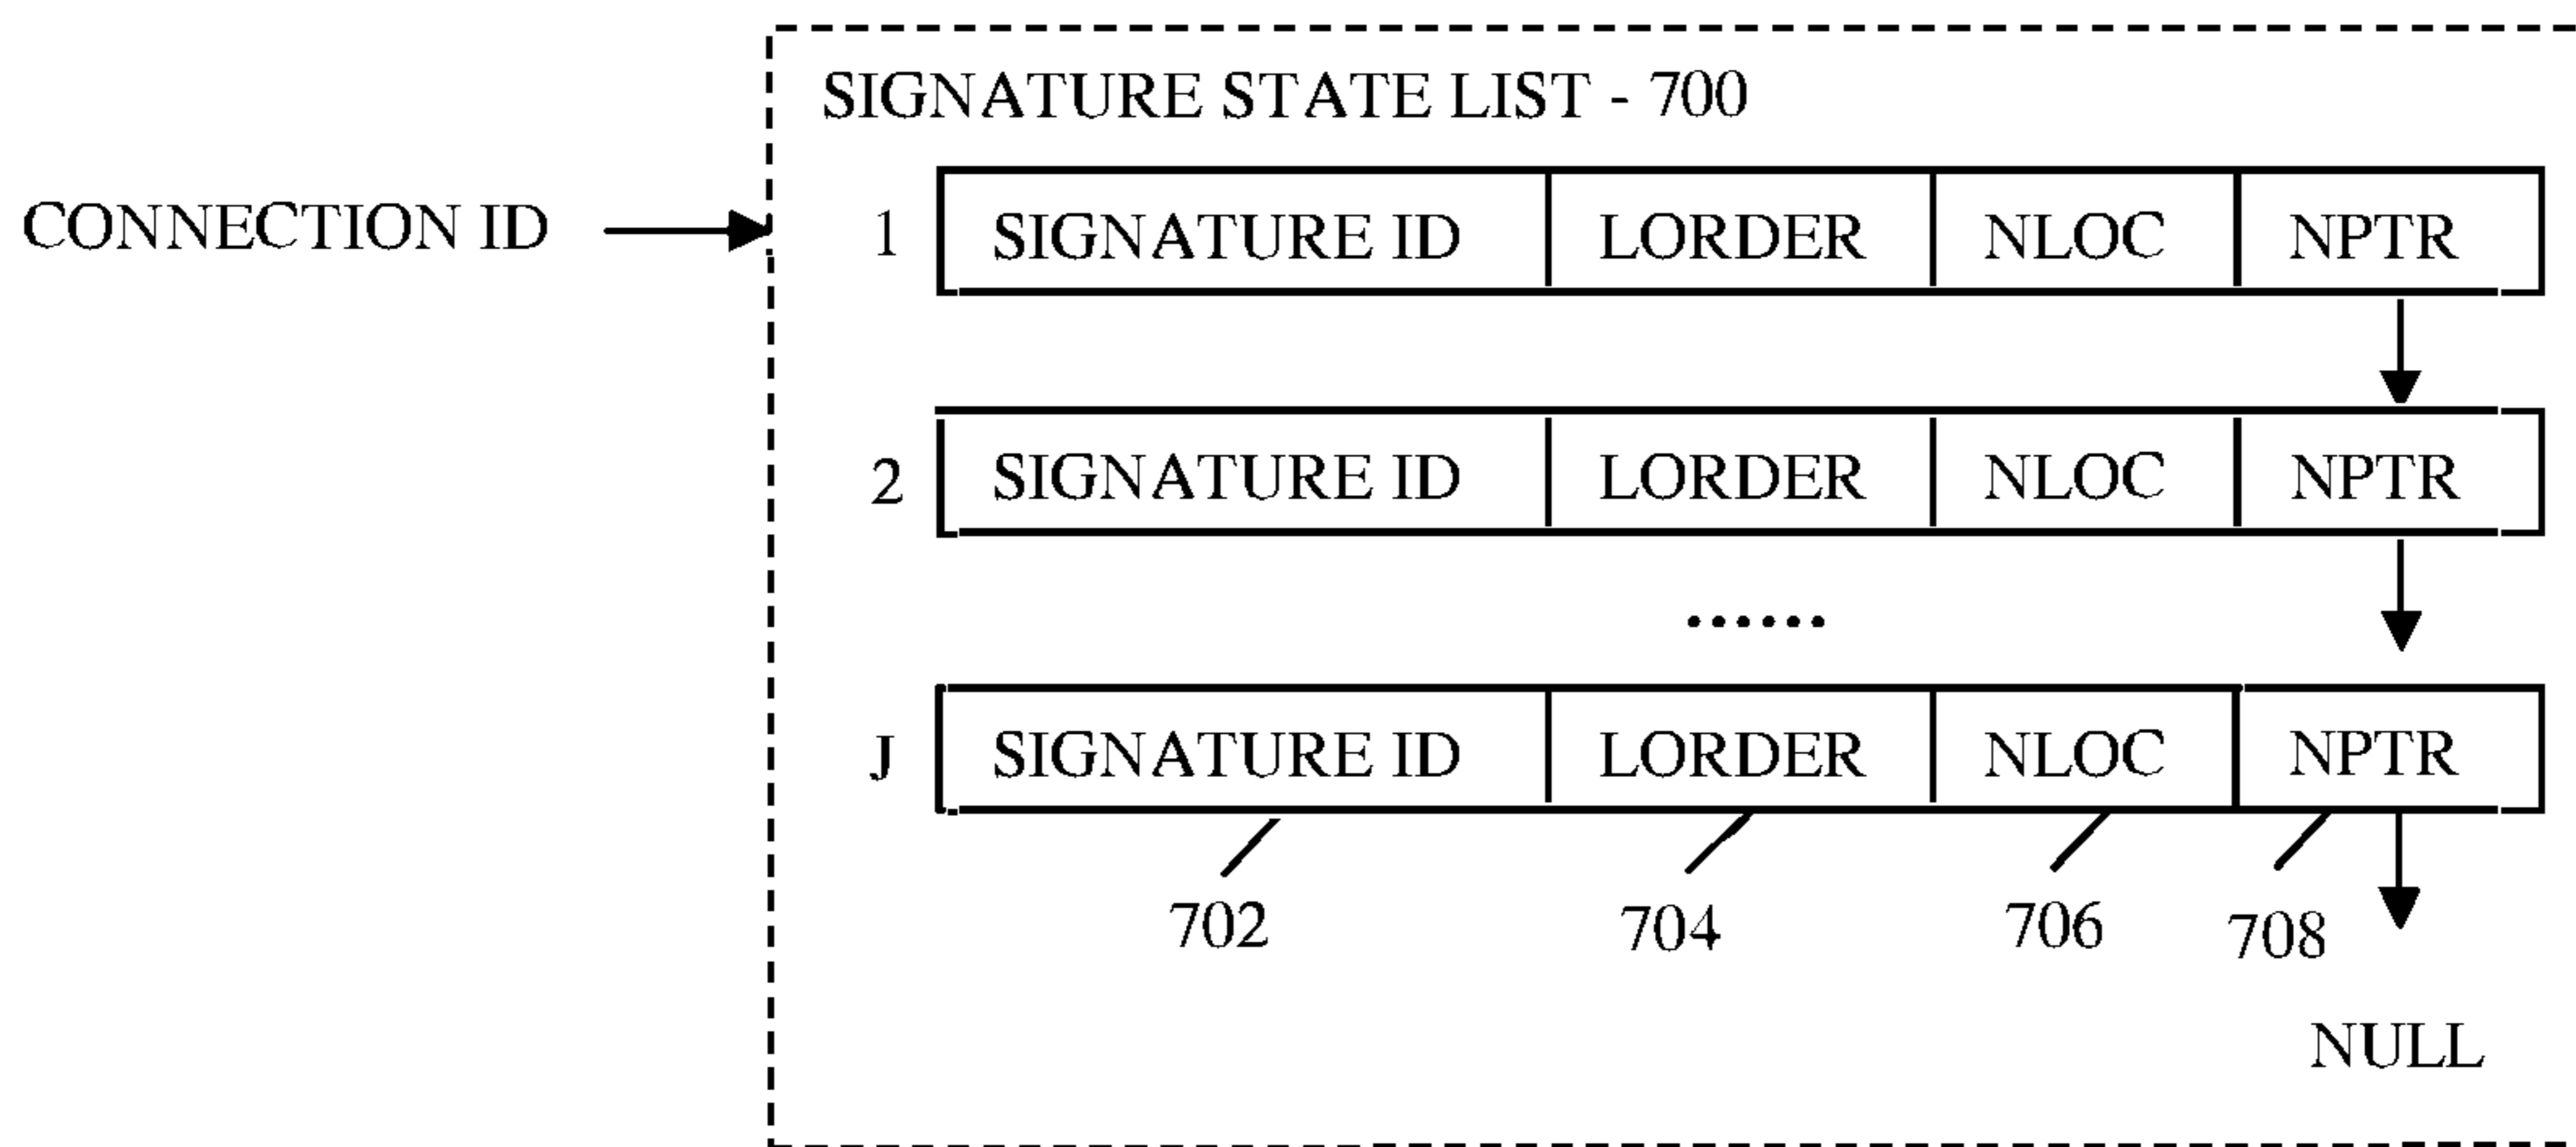 SIGNATURE STATE LIST - 700
CONNECTION ID
1 SIGNATURE ID LORDER NLOC NPTR
2 SIGNATURE ID LORDER NLOC NPTR
......
J SIGNATURE ID LORDER NLOC NPTR
702 704 706 708
NULL